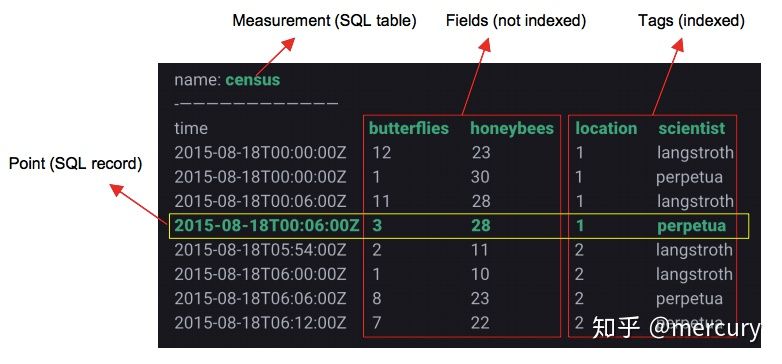 Measurement (SQL table) Fields (not indexed) Tags (indexed)
name: census
-——————————————
time butterflies honeybees location scientist
2015-08-18T00:00:00Z 12 23 1 langstroth
Point (SQL record)
2015-08-18T00:00:00Z 1 30 1 perpetua
2015-08-18T00:06:00Z 11 28 1 langstroth
2015-08-18T00:06:00Z 3 28 1 perpetua
2015-08-18T05:54:00Z 2 11 2 langstroth
2015-08-18T06:00:00Z 1 10 2 langstroth
2015-08-18T06:06:00Z 8 23 2 perpetua
2015-08-18T06:12:00Z 7 22 2 perpetua
知乎 @mercury